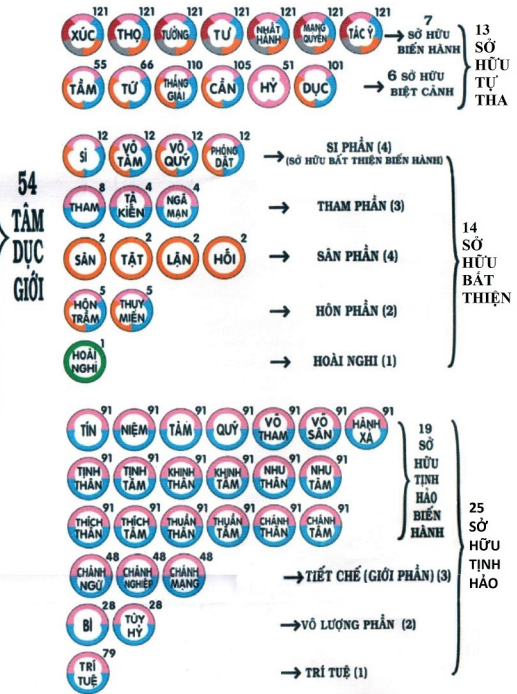 121 121 121 121 121 121 121
XÚC THỌ TƯỞNG TƯ NHẤT HÀNH MẠNG QUYỀN TÁC Ý
7 SỞ HỮU BIẾN HÀNH
55 66 110 105 51 101
TẦM TỨ THẮNG GIẢI CẦN HỶ DỤC
6 SỞ HỮU BIỆT CẢNH
13 SỞ HỮU TỰ THA
54 TÂM DỤC GIỚI
12 12 12 12
SI VÔ TÀM VÔ QUÝ PHÓNG DẬT
SI PHẦN (4)
(SỞ HỮU BẤT THIỆN BIẾN HÀNH)
8 4 4
THAM TÀ KIẾN NGÃ MẠN
THAM PHẦN (3)
2 2 2 2
SÂN TẬT LẬN HỐI
SÂN PHẦN (4)
5 5
HÔN TRẦM THỤY MIÊN
HÔN PHẦN (2)
1
HOÀI NGHI
HOÀI NGHI (1)
14 SỞ HỮU BẤT THIỆN
91 91 91 91 91 91 91
TÍN NIỆM TÀM QUÝ VÔ THAM VÔ SÂN HÀNH XẢ
91 91 91 91 91 91
TỊNH THÂN TỊNH TÂM KHINH THÂN KHINH TÂM NHU THÂN NHU TÂM
91 91 91 91 91 91
THÍCH THÂN THÍCH TÂM THUẦN THÂN THUẦN TÂM CHÁNH THÂN CHÁNH TÂM
19 SỞ HỮU TỊNH HẢO BIẾN HÀNH
48 48 48
CHÁNH NGỮ CHÁNH NGHIỆP CHÁNH MẠNG
TIẾT CHẾ (GIỚI PHẦN) (3)
28 28
BI TÙY HỶ
VÔ LƯỢNG PHẦN (2)
79
TRÍ TUỆ
TRÍ TUỆ (1)
25 SỞ HỮU TỊNH HẢO